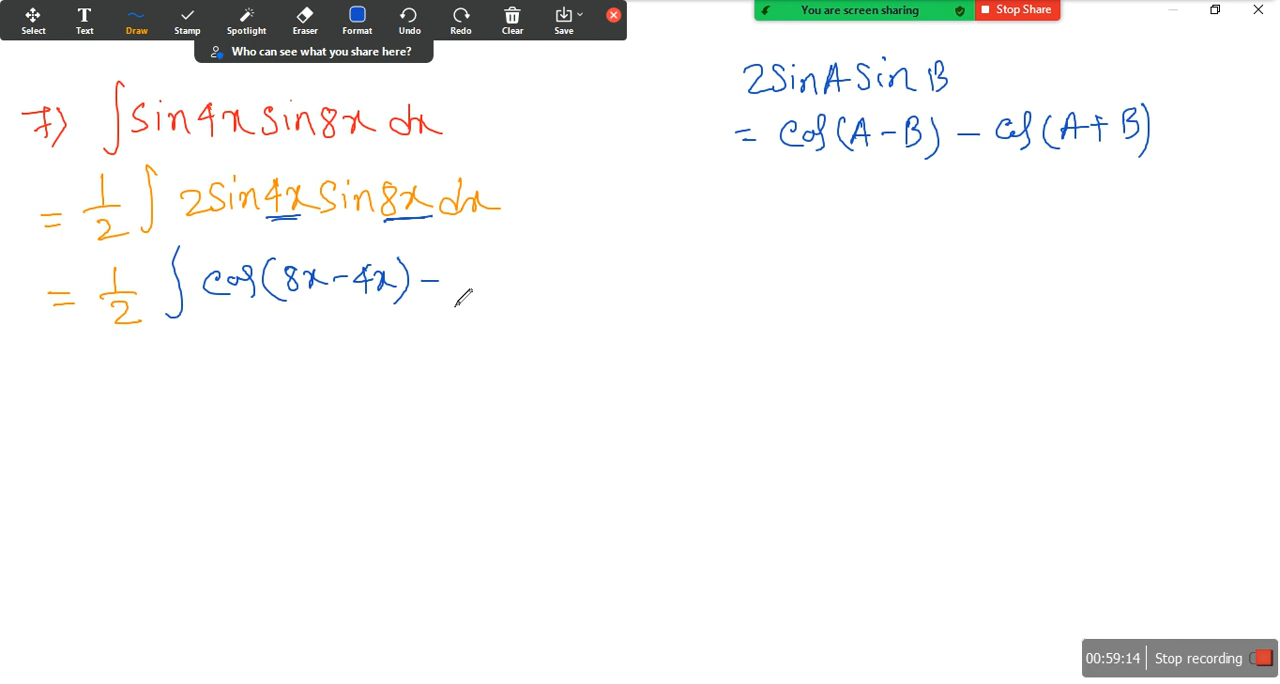 Select Text Draw Stamp Spotlight Eraser Format Undo Redo Clear Save
Who can see what you share here?
You are screen sharing Stop Share
7) ∫ sin4x sin8x dx
= 1/2 ∫ 2sin4x sin8x dx
= 1/2 ∫ cos(8x-4x) -
2SinA Sin B
= Cos(A-B) - cos(A+B)
00:59:14 Stop recording